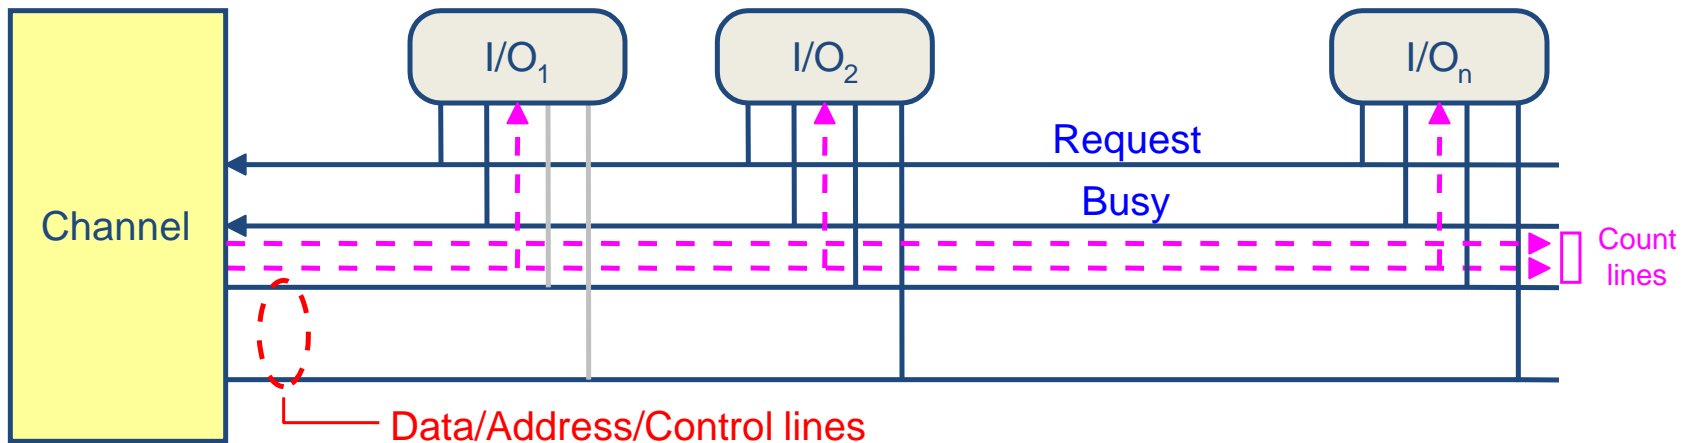 I/O₁
I/O₂
I/Oₙ
Request
Busy
Channel
Count
lines
Data/Address/Control lines